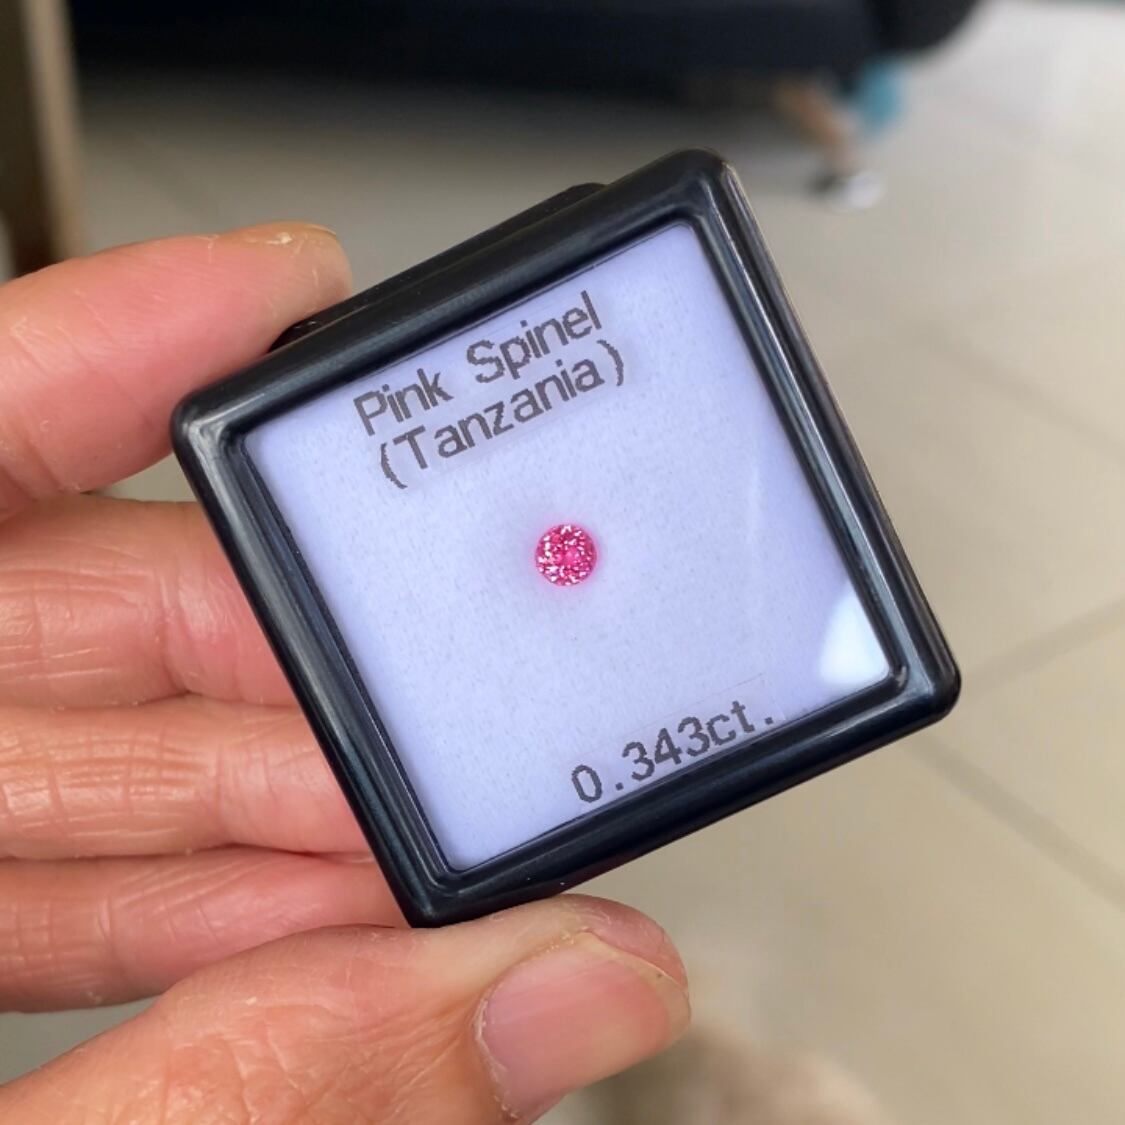 Pink Spinel
(Tanzania)
0.343ct.